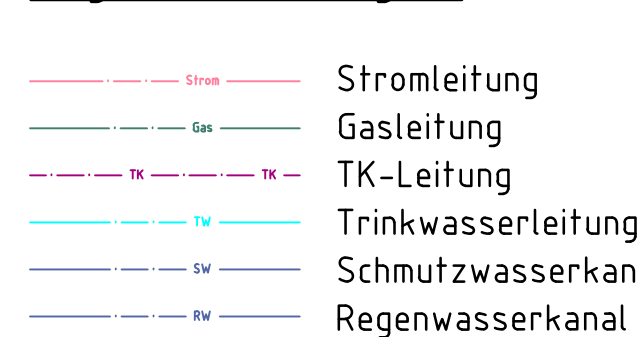 Strom Stromleitung
Gas Gasleitung
TK TK TK-Leitung
TW Trinkwasserleitung
SW Schmutzwasserkan
RW Regenwasserkanal